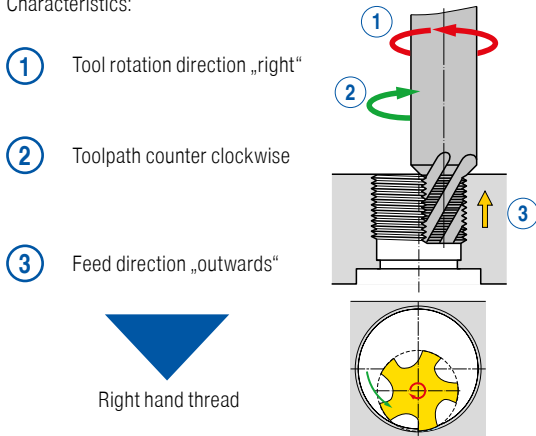 Characteristics:
1 Tool rotation direction „right“
2 Toolpath counter clockwise
3 Feed direction „outwards“
Right hand thread
1
2
3